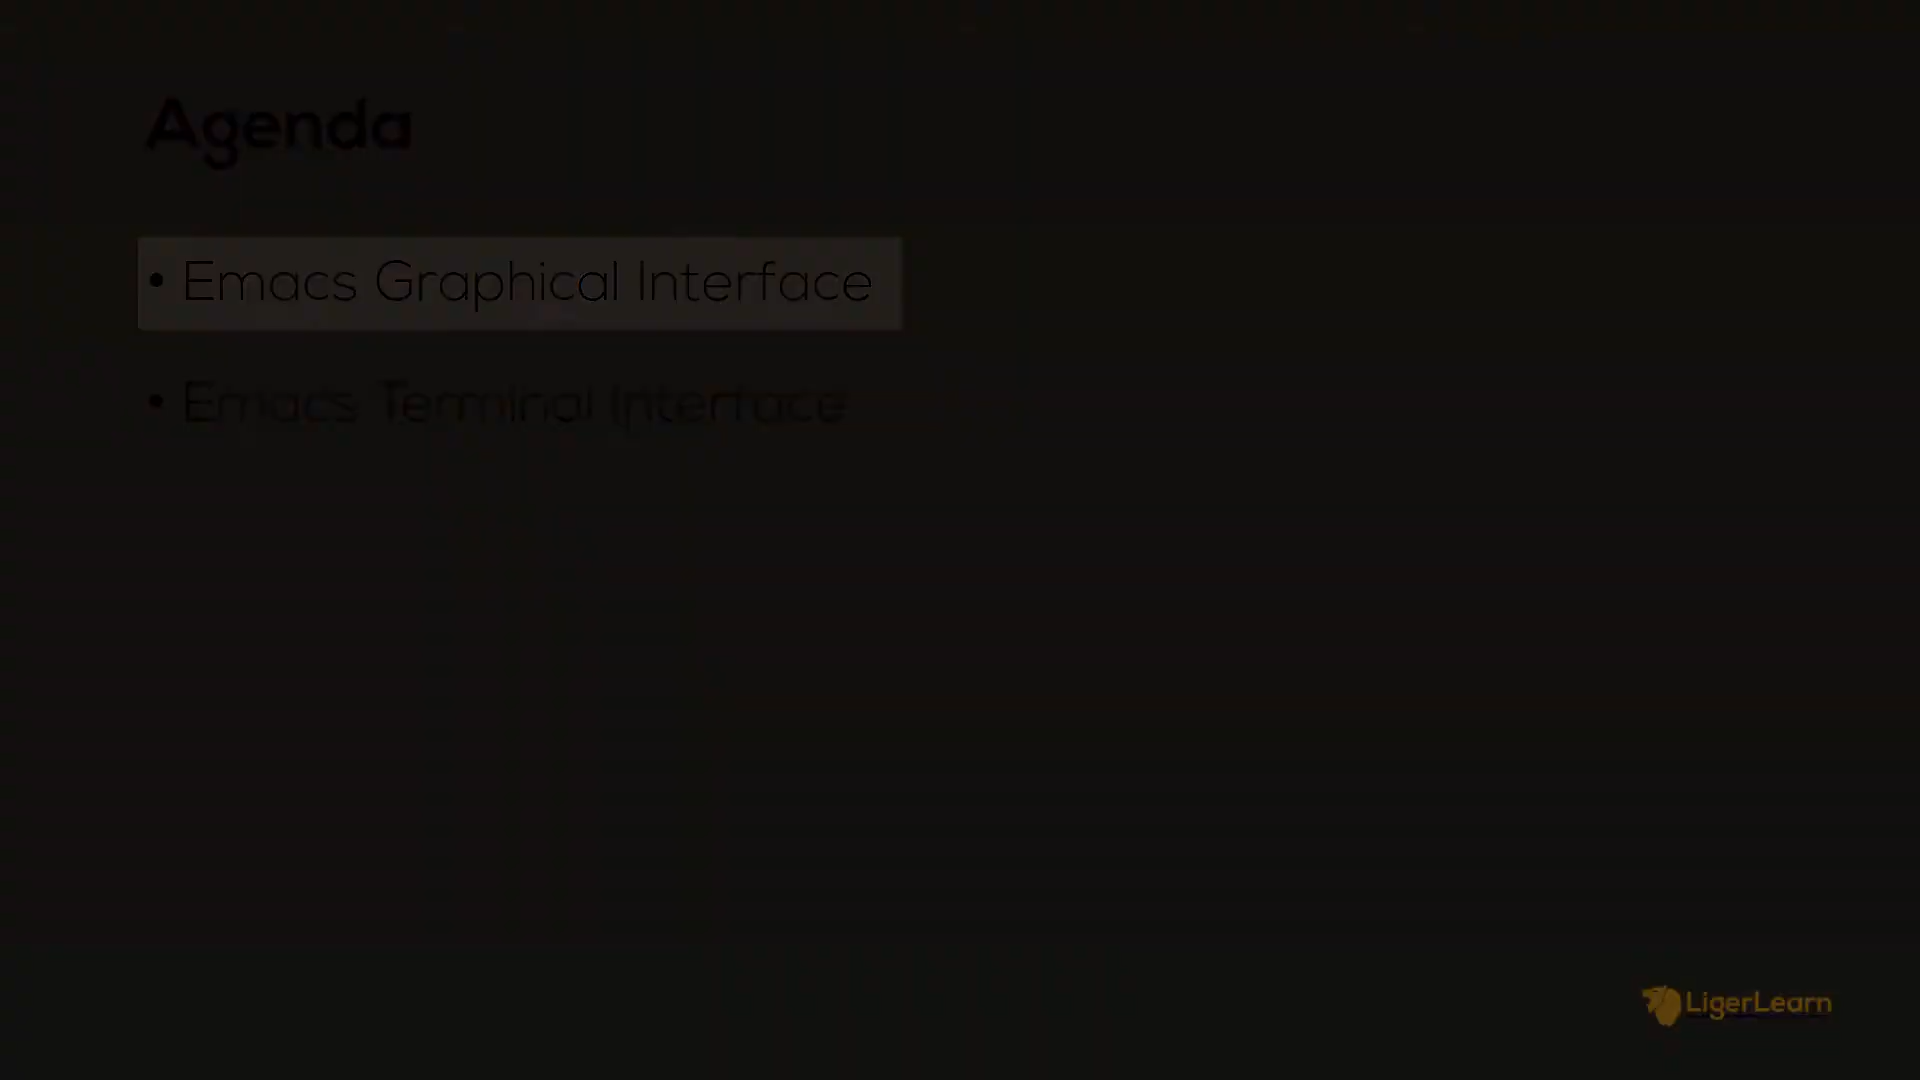 Agenda
• Emacs Graphical Interface
• Emacs Terminal Interface
LigerLearn